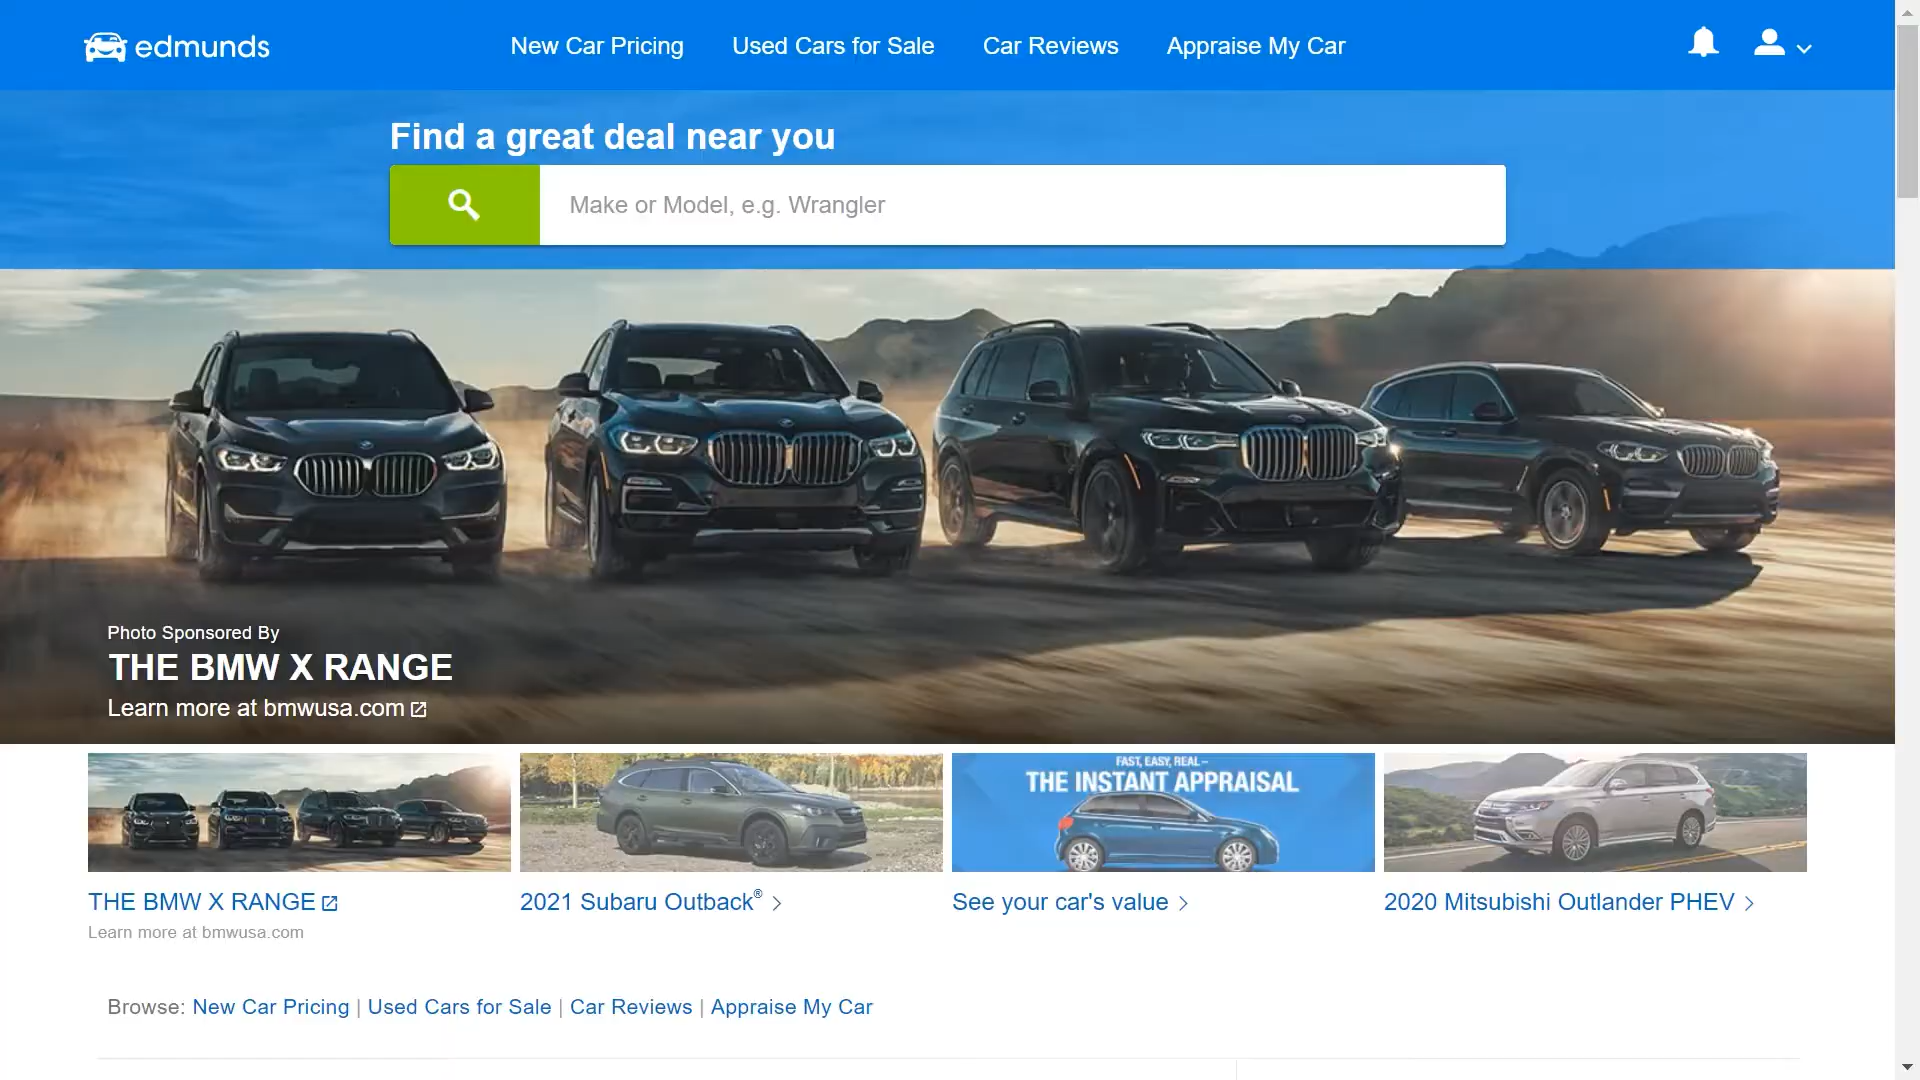 edmunds
New Car Pricing
Used Cars for Sale
Car Reviews
Appraise My Car
Find a great deal near you
Make or Model, e.g. Wrangler
Photo Sponsored By
THE BMW X RANGE
Learn more at bmwusa.com
FAST, EASY, REAL–
THE INSTANT APPRAISAL
THE BMW X RANGE
2021 Subaru Outback®
See your car's value
2020 Mitsubishi Outlander PHEV
Learn more at bmwusa.com
Browse: New Car Pricing | Used Cars for Sale | Car Reviews | Appraise My Car